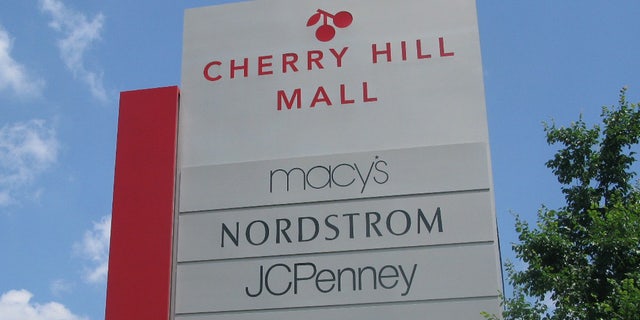 CHERRY HILL
MALL
macy's
NORDSTROM
JCPenney